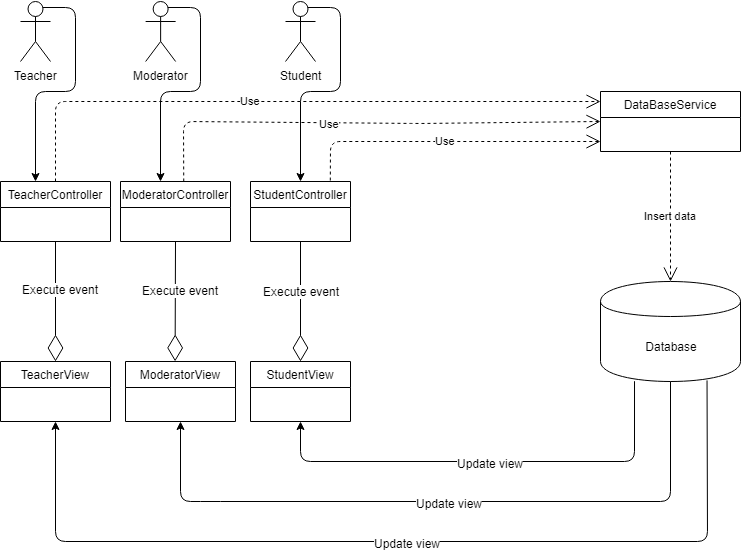 Teacher
Moderator
Student
Use
DataBaseService
Use
Use
TeacherController
ModeratorController
StudentController
Insert data
Execute event
Execute event
Execute event
Database
TeacherView
ModeratorView
StudentView
Update view
Update view
Update view